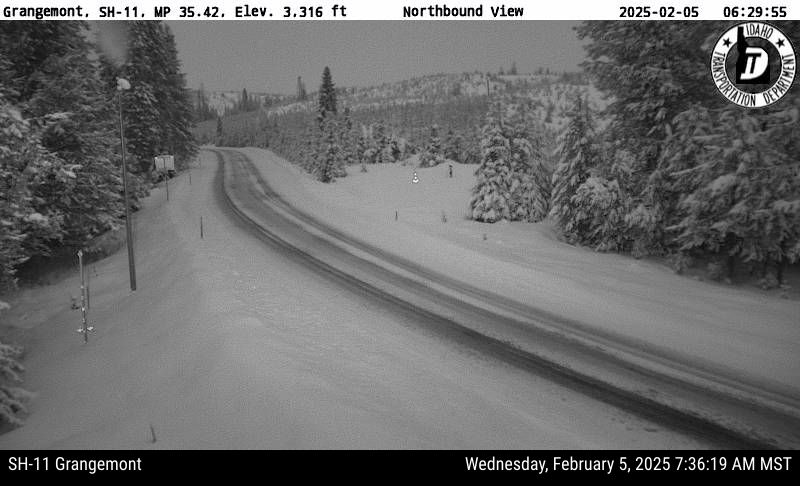 Grangemont, SH-11, MP 35.42, Elev. 3,316 ft Northbound View 2025-02-05 06:29:55
IDAHO
TRANSPORTATION DEPARTMENT
SH-11 Grangemont Wednesday, February 5, 2025 7:36:19 AM MST